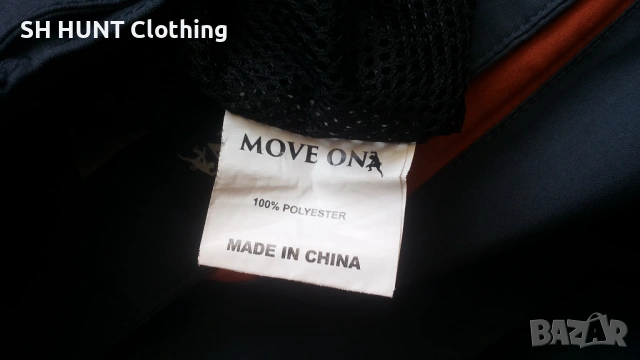 SH HUNT Clothing
MOVE ON
100% POLYESTER
MADE IN CHINA
BAZAR